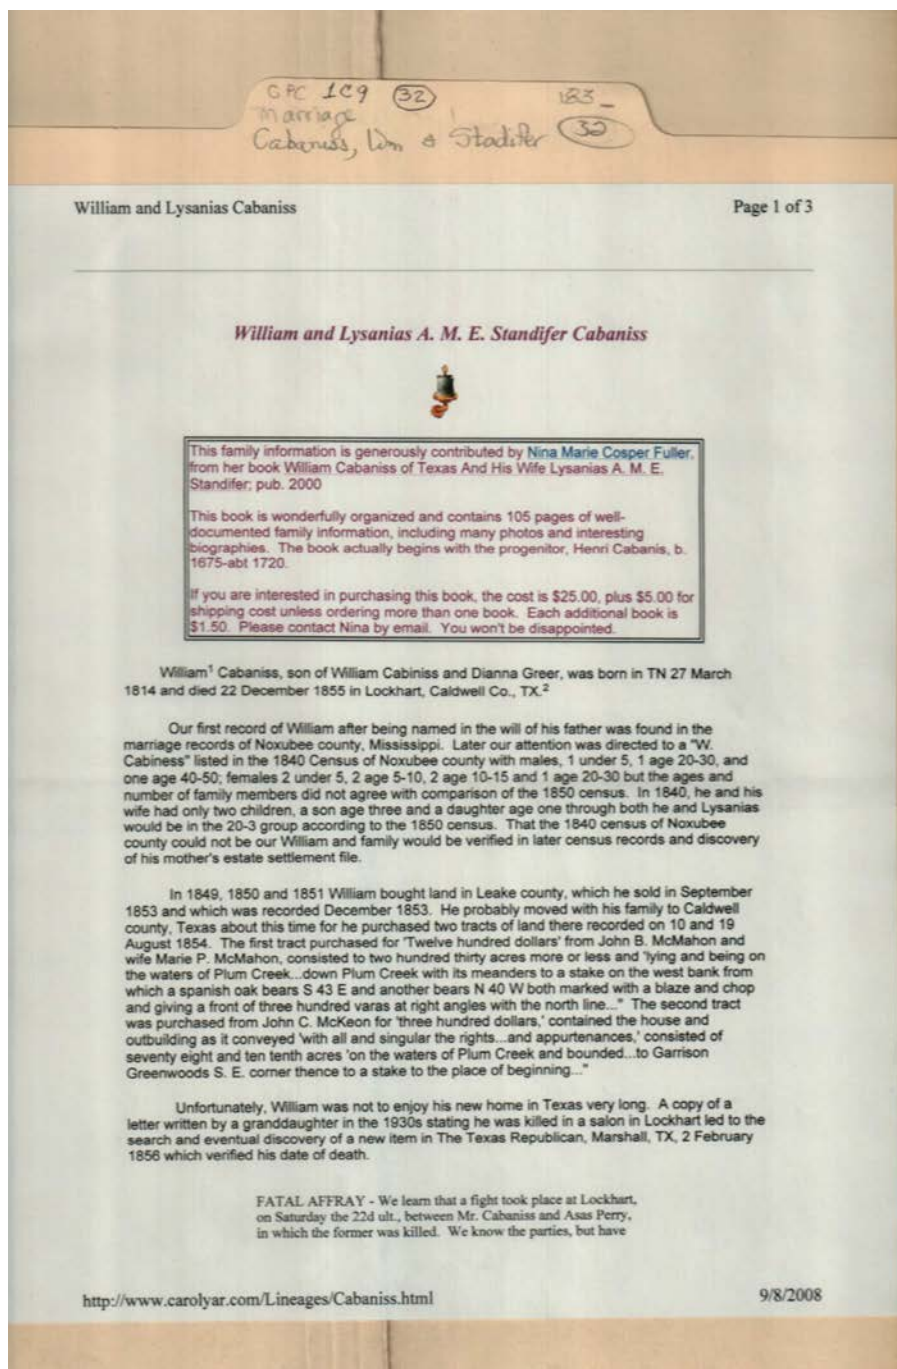 GPC 1C9 (32) 183_
marriage
Cabaniss, Wm & Stadifer (32)
William and Lysanias Cabaniss Page 1 of 3
William and Lysanias A. M. E. Standifer Cabaniss
This family information is generously contributed by Nina Marie Cosper Fuller,
from her book William Cabaniss of Texas And His Wife Lysanias A. M. E.
Standifer; pub. 2000
This book is wonderfully organized and contains 105 pages of well-
documented family information, including many photos and interesting
biographies. The book actually begins with the progenitor, Henri Cabanis, b.
1675-abt 1720.
If you are interested in purchasing this book, the cost is $25.00, plus $5.00 for
shipping cost unless ordering more than one book. Each additional book is
$1.50. Please contact Nina by email. You won't be disappointed.
William¹ Cabaniss, son of William Cabiniss and Dianna Greer, was born in TN 27 March
1814 and died 22 December 1855 in Lockhart, Caldwell Co., TX.²
Our first record of William after being named in the will of his father was found in the
marriage records of Noxubee county, Mississippi. Later our attention was directed to a "W.
Cabiness" listed in the 1840 Census of Noxubee county with males, 1 under 5, 1 age 20-30, and
one age 40-50; females 2 under 5, 2 age 5-10, 2 age 10-15 and 1 age 20-30 but the ages and
number of family members did not agree with comparison of the 1850 census. In 1840, he and his
wife had only two children, a son age three and a daughter age one through both he and Lysanias
would be in the 20-3 group according to the 1850 census. That the 1840 census of Noxubee
county could not be our William and family would be verified in later census records and discovery
of his mother's estate settlement file.
In 1849, 1850 and 1851 William bought land in Leake county, which he sold in September
1853 and which was recorded December 1853. He probably moved with his family to Caldwell
county, Texas about this time for he purchased two tracts of land there recorded on 10 and 19
August 1854. The first tract purchased for 'Twelve hundred dollars' from John B. McMahon and
wife Marie P. McMahon, consisted to two hundred thirty acres more or less and 'lying and being on
the waters of Plum Creek...down Plum Creek with its meanders to a stake on the west bank from
which a spanish oak bears S 43 E and another bears N 40 W both marked with a blaze and chop
and giving a front of three hundred varas at right angles with the north line..." The second tract
was purchased from John C. McKeon for 'three hundred dollars,' contained the house and
outbuilding as it conveyed 'with all and singular the rights...and appurtenances,' consisted of
seventy eight and ten tenth acres 'on the waters of Plum Creek and bounded...to Garrison
Greenwoods S. E. corner thence to a stake to the place of beginning..."
Unfortunately, William was not to enjoy his new home in Texas very long. A copy of a
letter written by a granddaughter in the 1930s stating he was killed in a salon in Lockhart led to the
search and eventual discovery of a new item in The Texas Republican, Marshall, TX, 2 February
1856 which verified his date of death.
FATAL AFFRAY - We learn that a fight took place at Lockhart,
on Saturday the 22d ult., between Mr. Cabaniss and Asas Perry,
in which the former was killed. We know the parties, but have
http://www.carolyar.com/Lineages/Cabaniss.html 9/8/2008